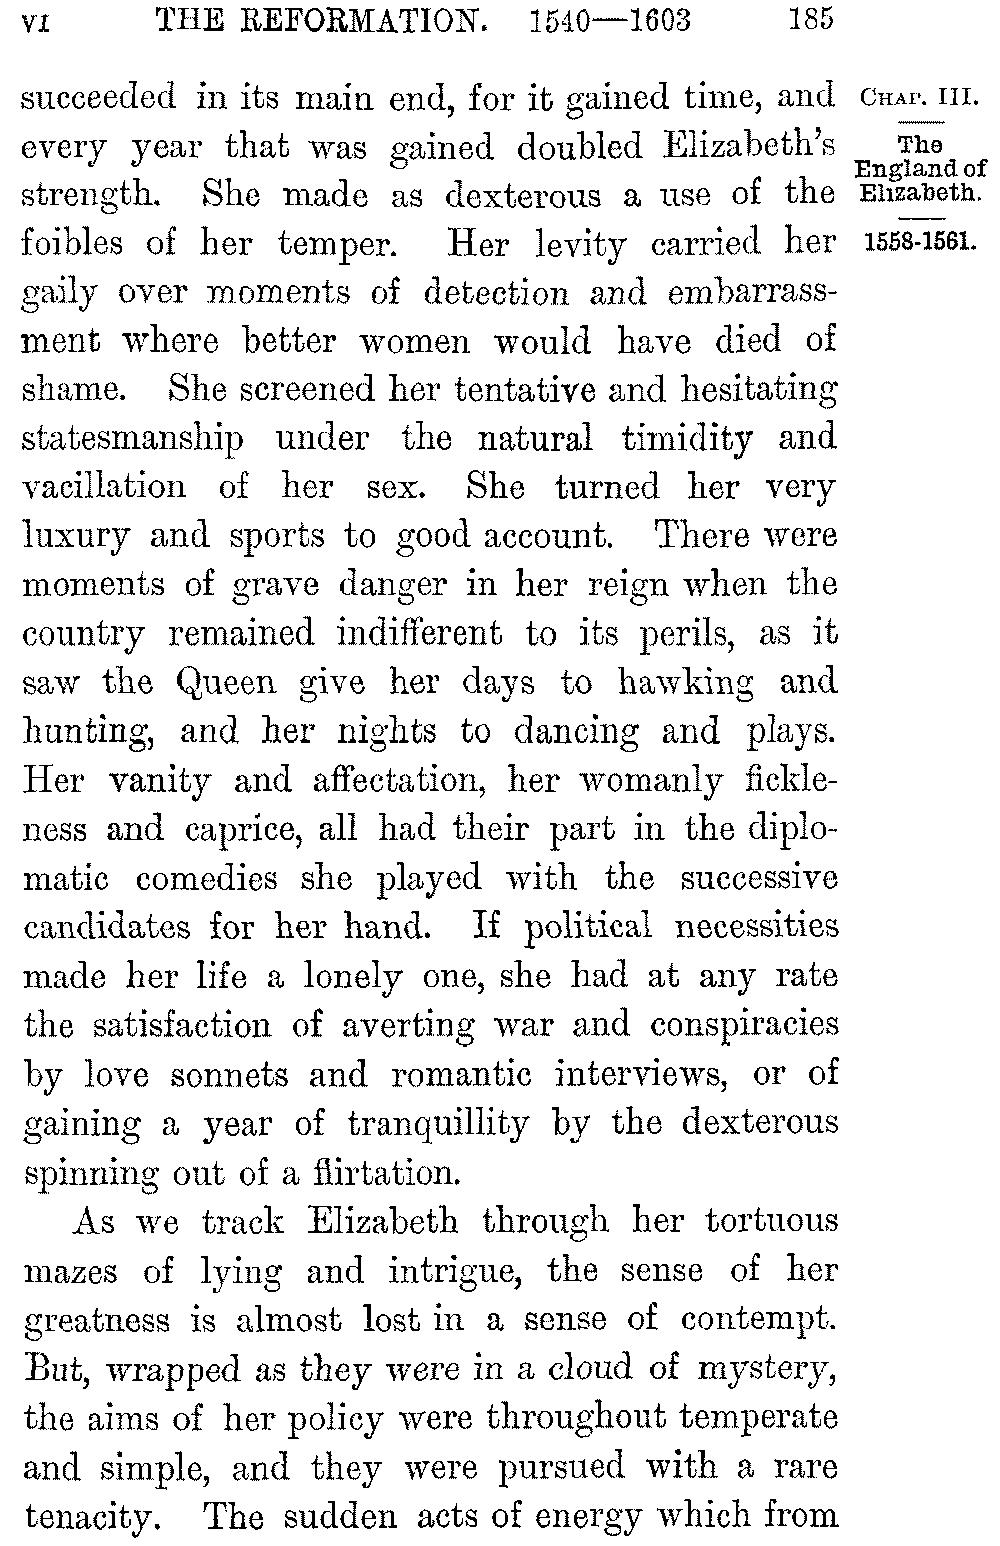 VI THE REFORMATION. 1540—1603 185
succeeded in its main end, for it gained time, and
every year that was gained doubled Elizabeth's
strength. She made as dexterous a use of the
foibles of her temper. Her levity carried her
gaily over moments of detection and embarrass-
ment where better women would have died of
shame. She screened her tentative and hesitating
statesmanship under the natural timidity and
vacillation of her sex. She turned her very
luxury and sports to good account. There were
moments of grave danger in her reign when the
country remained indifferent to its perils, as it
saw the Queen give her days to hawking and
hunting, and her nights to dancing and plays.
Her vanity and affectation, her womanly fickle-
ness and caprice, all had their part in the diplo-
matic comedies she played with the successive
candidates for her hand. If political necessities
made her life a lonely one, she had at any rate
the satisfaction of averting war and conspiracies
by love sonnets and romantic interviews, or of
gaining a year of tranquillity by the dexterous
spinning out of a flirtation.
As we track Elizabeth through her tortuous
mazes of lying and intrigue, the sense of her
greatness is almost lost in a sense of contempt.
But, wrapped as they were in a cloud of mystery,
the aims of her policy were throughout temperate
and simple, and they were pursued with a rare
tenacity. The sudden acts of energy which from
CHAP. III.
The
England of
Elizabeth.
1558-1561.